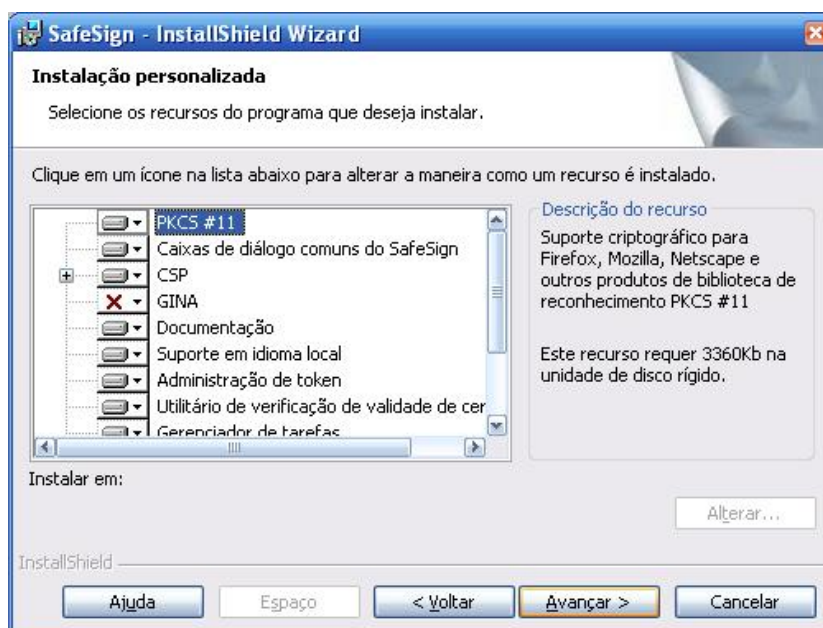 SafeSign - InstallShield Wizard
Instalação personalizada
Selecione os recursos do programa que deseja instalar.
Clique em um ícone na lista abaixo para alterar a maneira como um recurso é instalado.
PKCS #11
Caixas de diálogo comuns do SafeSign
CSP
GINA
Documentação
Suporte em idioma local
Administração de token
Utilitário de verificação de validade de cer
Gerenciador de tarefas
Descrição do recurso
Suporte criptográfico para
Firefox, Mozilla, Netscape e
outros produtos de biblioteca de
reconhecimento PKCS #11
Este recurso requer 3360Kb na
unidade de disco rígido.
Instalar em:
Alterar...
InstallShield
Ajuda
Espaço
< Voltar
Avançar >
Cancelar